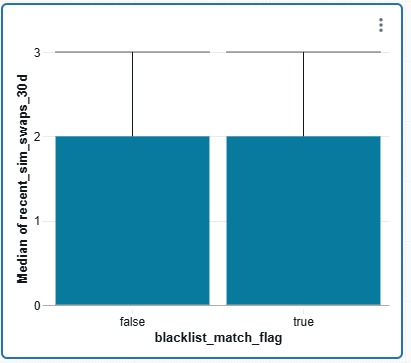 Median of recent_sim_swaps_30d
3
2
1
0
false true
blacklist_match_flag